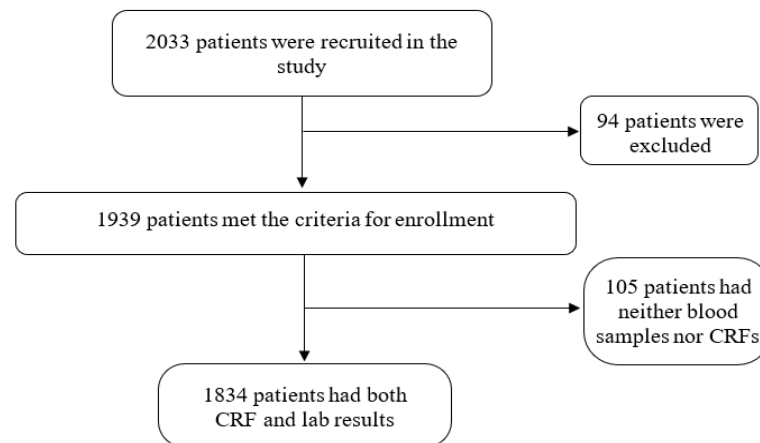 2033 patients were recruited in the
study
94 patients were
excluded
1939 patients met the criteria for enrollment
105 patients had
neither blood
samples nor CRFs
1834 patients had both
CRF and lab results